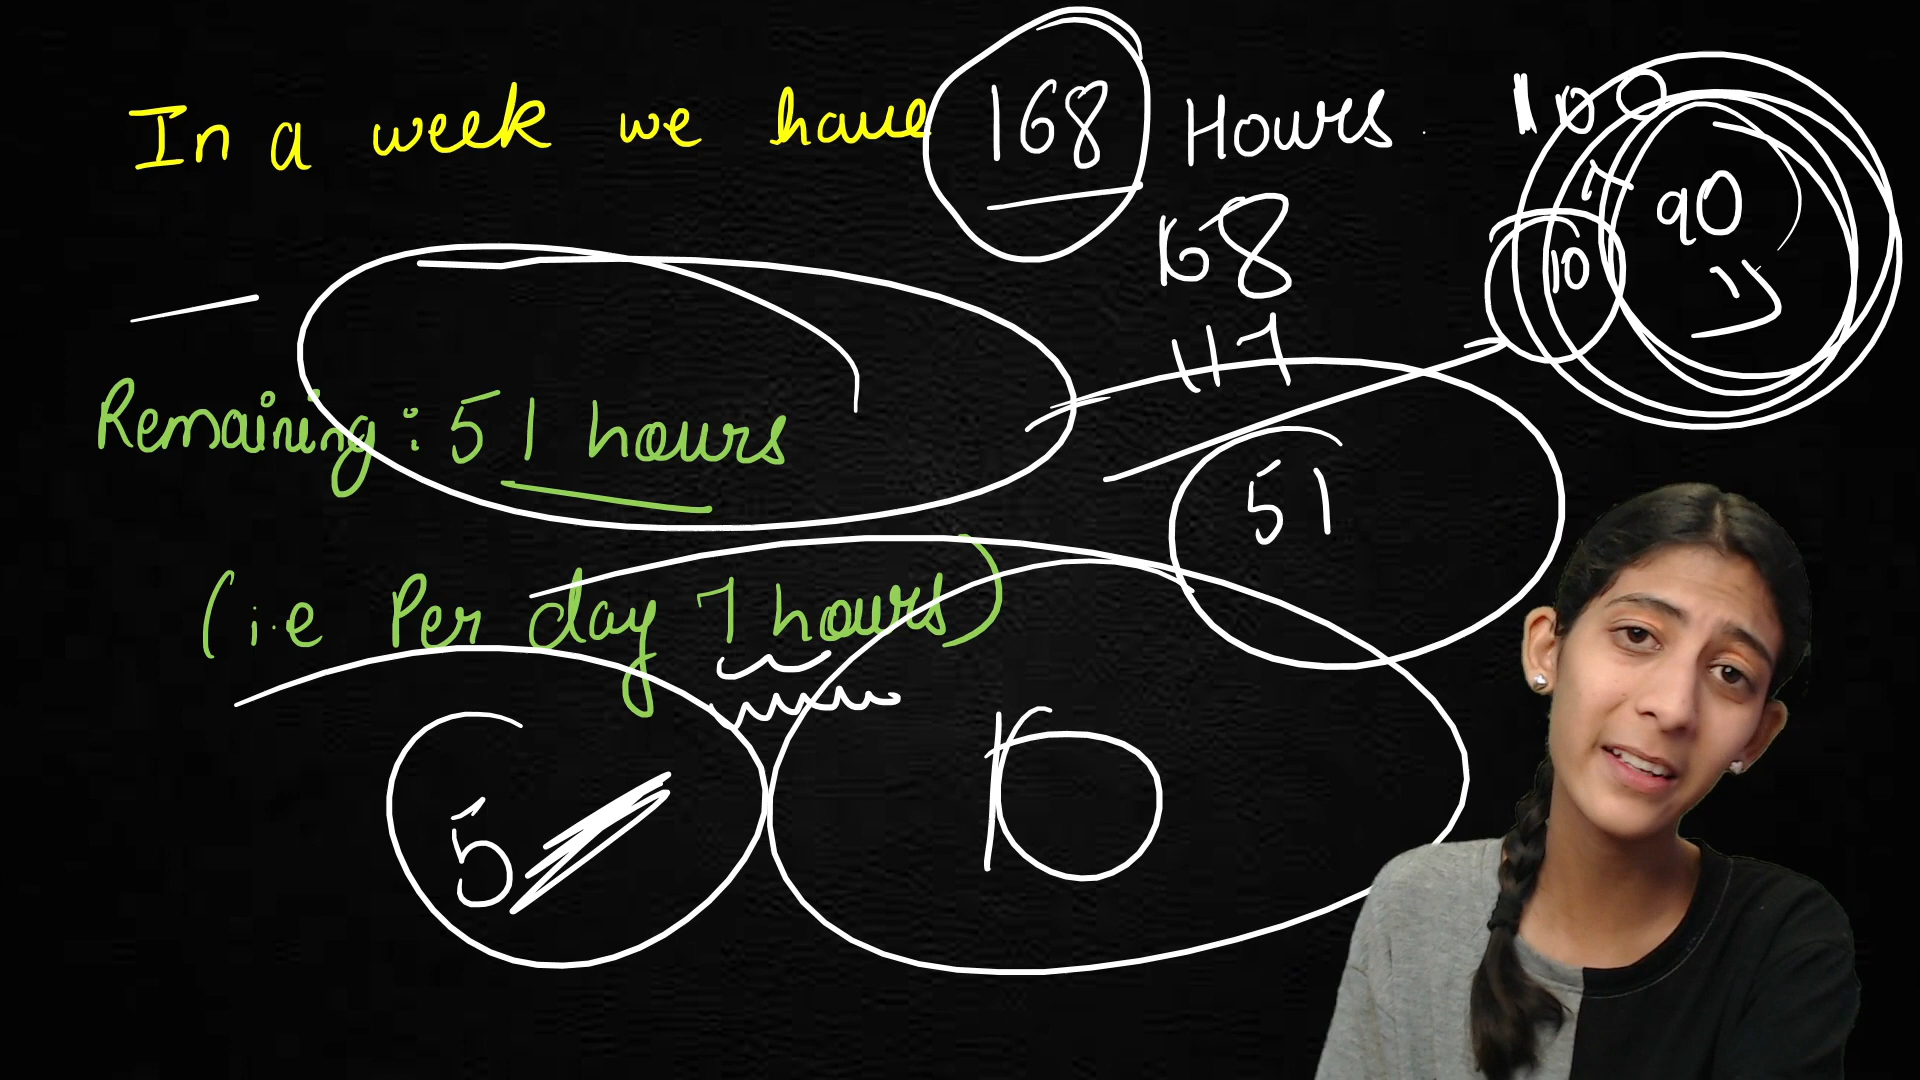 In a week we have 168 Hours.
100
90
10
168
117
Remaining: 51 hours
51
(i.e Per day 7 hours)
5
10